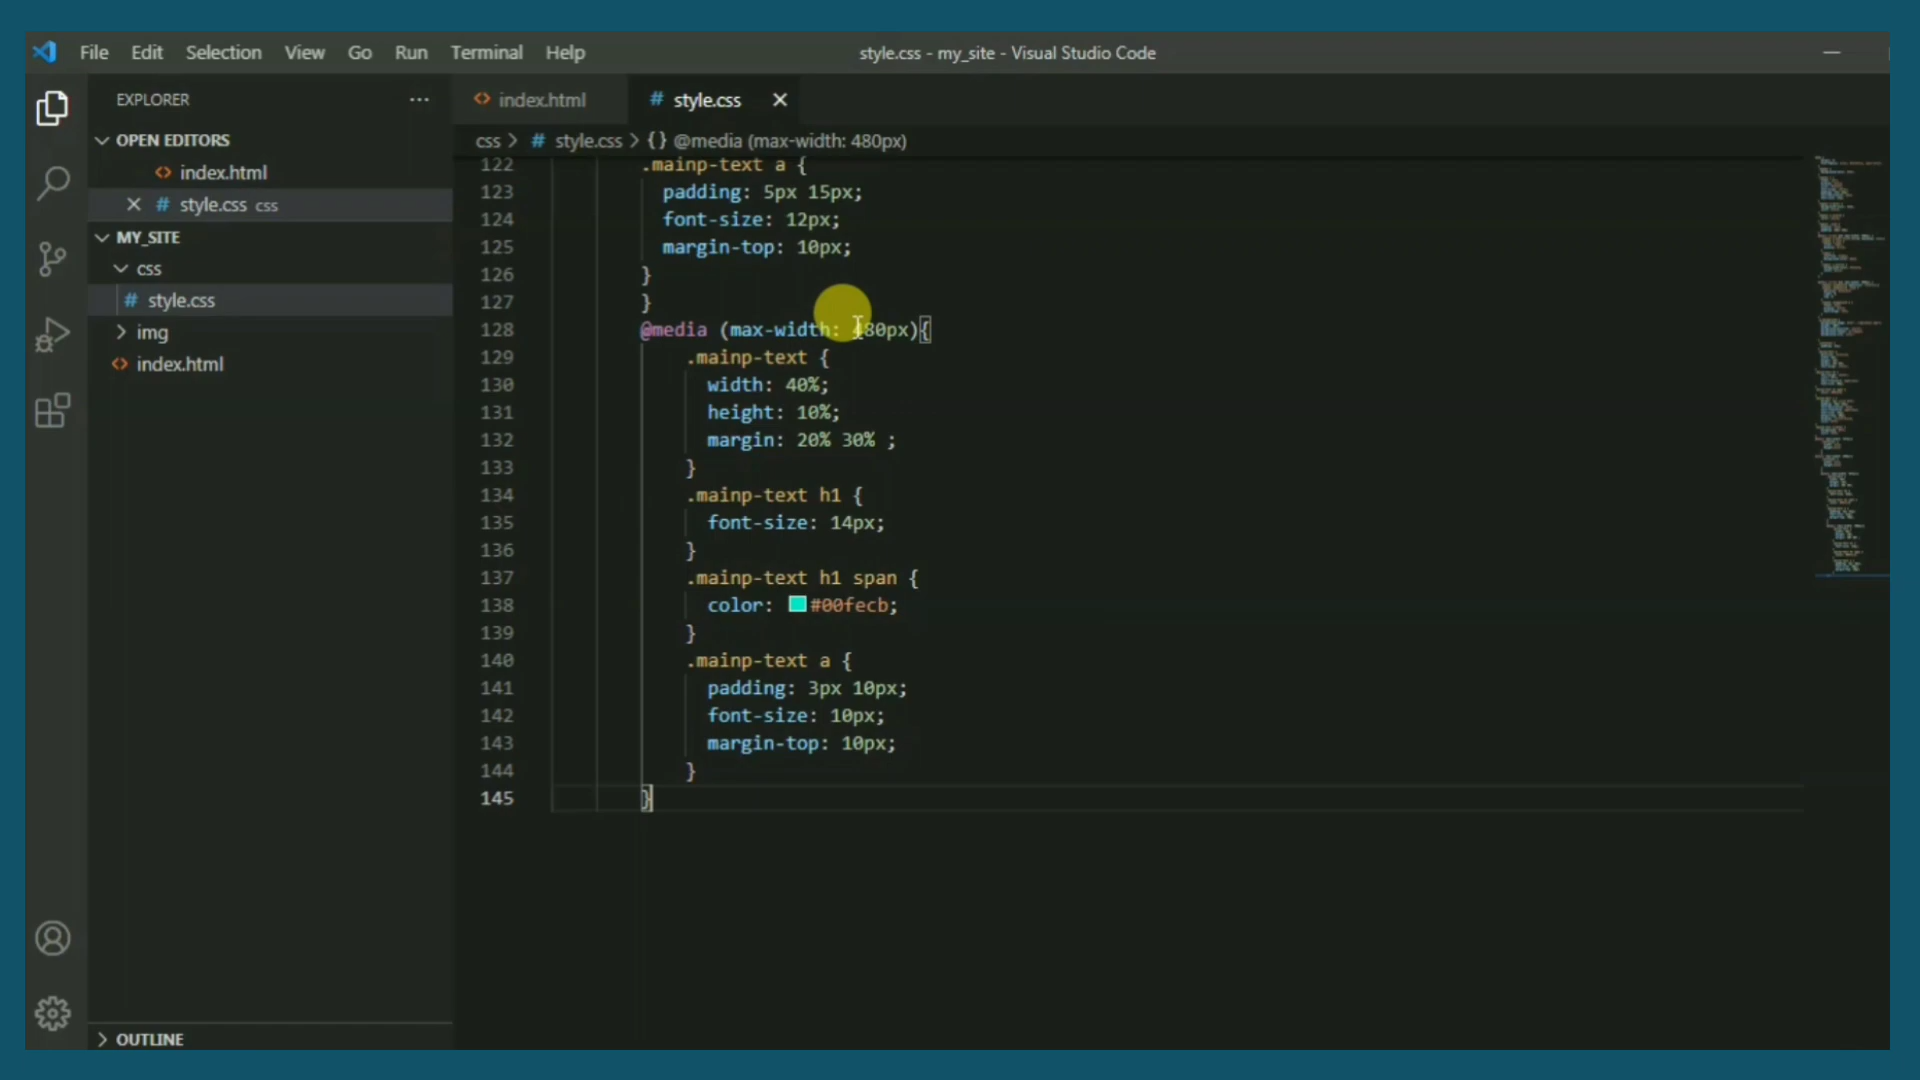 File Edit Selection View Go Run Terminal Help
style.css - my_site - Visual Studio Code
EXPLORER
OPEN EDITORS
index.html
style.css css
MY_SITE
css
style.css
img
index.html
OUTLINE
index.html
style.css
css > # style.css > {} @media (max-width: 480px)
122 .mainp-text a {
123 padding: 5px 15px;
124 font-size: 12px;
125 margin-top: 10px;
126 }
127 }
128 @media (max-width: 480px){
129 .mainp-text {
130 width: 40%;
131 height: 10%;
132 margin: 20% 30% ;
133 }
134 .mainp-text h1 {
135 font-size: 14px;
136 }
137 .mainp-text h1 span {
138 color: #00fecb;
139 }
140 .mainp-text a {
141 padding: 3px 10px;
142 font-size: 10px;
143 margin-top: 10px;
144 }
145 }